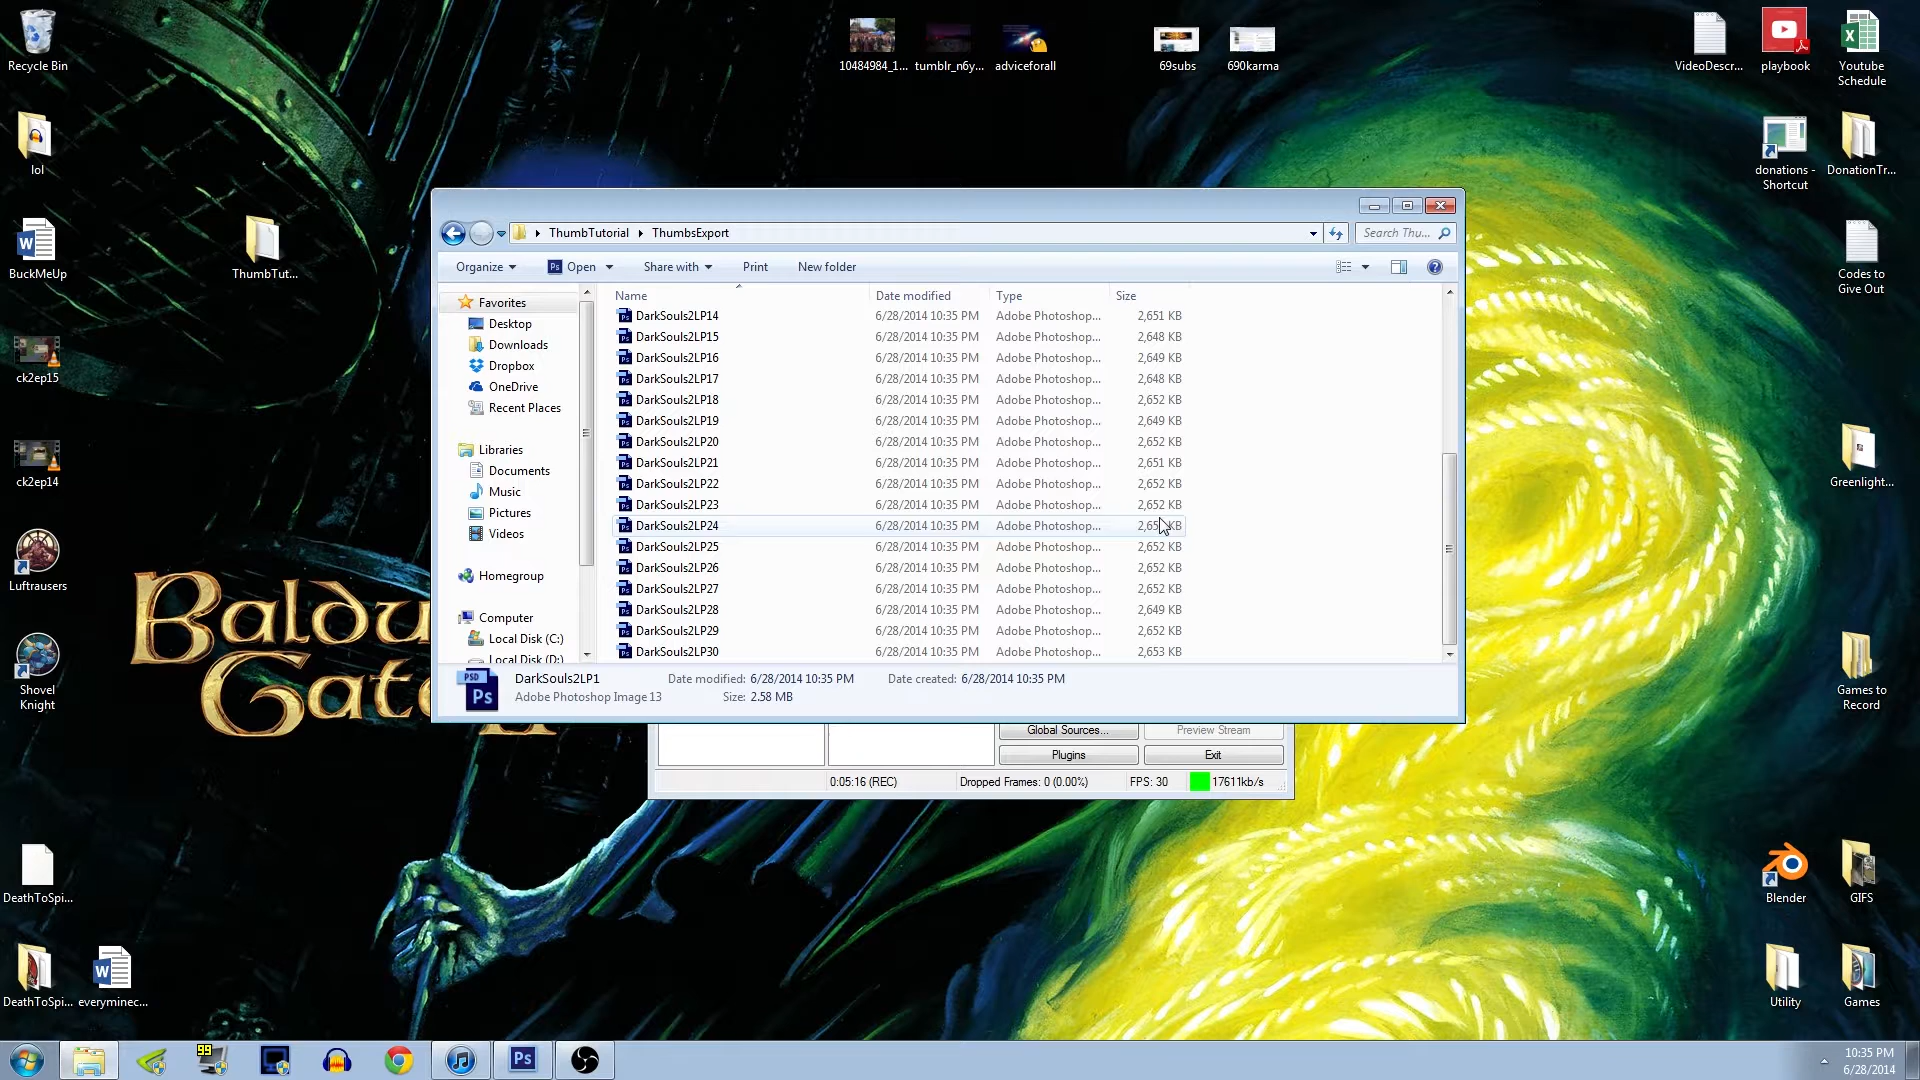 Recycle Bin
lol
BuckMeUp
ThumbTut...
ck2ep15
ck2ep14
Luftrausers
Shovel
Knight
DeathToSpi...
DeathToSpi...
everyminec...
10484984_1...
tumblr_n6y...
adviceforall
69subs
690karma
VideoDescr...
playbook
Youtube
Schedule
donations -
Shortcut
DonationTr...
Codes to
Give Out
Greenlight...
Games to
Record
Blender
GIFS
Utility
Games
Baldu
Gat
ThumbTutorial
ThumbsExport
Search Thu...
Organize
Open
Share with
Print
New folder
Favorites
Desktop
Downloads
Dropbox
OneDrive
Recent Places
Libraries
Documents
Music
Pictures
Videos
Homegroup
Computer
Local Disk (C:)
Local Disk (D:)
Name Date modified Type Size
DarkSouls2LP14 6/28/2014 10:35 PM Adobe Photoshop... 2,651 KB
DarkSouls2LP15 6/28/2014 10:35 PM Adobe Photoshop... 2,648 KB
DarkSouls2LP16 6/28/2014 10:35 PM Adobe Photoshop... 2,649 KB
DarkSouls2LP17 6/28/2014 10:35 PM Adobe Photoshop... 2,648 KB
DarkSouls2LP18 6/28/2014 10:35 PM Adobe Photoshop... 2,652 KB
DarkSouls2LP19 6/28/2014 10:35 PM Adobe Photoshop... 2,649 KB
DarkSouls2LP20 6/28/2014 10:35 PM Adobe Photoshop... 2,652 KB
DarkSouls2LP21 6/28/2014 10:35 PM Adobe Photoshop... 2,651 KB
DarkSouls2LP22 6/28/2014 10:35 PM Adobe Photoshop... 2,652 KB
DarkSouls2LP23 6/28/2014 10:35 PM Adobe Photoshop... 2,652 KB
DarkSouls2LP24 6/28/2014 10:35 PM Adobe Photoshop... KB
DarkSouls2LP25 6/28/2014 10:35 PM Adobe Photoshop... 2,652 KB
DarkSouls2LP26 6/28/2014 10:35 PM Adobe Photoshop... 2,652 KB
DarkSouls2LP27 6/28/2014 10:35 PM Adobe Photoshop... 2,652 KB
DarkSouls2LP28 6/28/2014 10:35 PM Adobe Photoshop... 2,649 KB
DarkSouls2LP29 6/28/2014 10:35 PM Adobe Photoshop... 2,652 KB
DarkSouls2LP30 6/28/2014 10:35 PM Adobe Photoshop... 2,653 KB
PSD
Ps
DarkSouls2LP1 Date modified: 6/28/2014 10:35 PM Date created: 6/28/2014 10:35 PM
Adobe Photoshop Image 13 Size: 2.58 MB
Global Sources... Preview Stream
Plugins Exit
0:05:16 (REC) Dropped Frames: 0 (0.00%) FPS: 30 17611kb/s
99
Ps
10:35 PM
6/28/2014